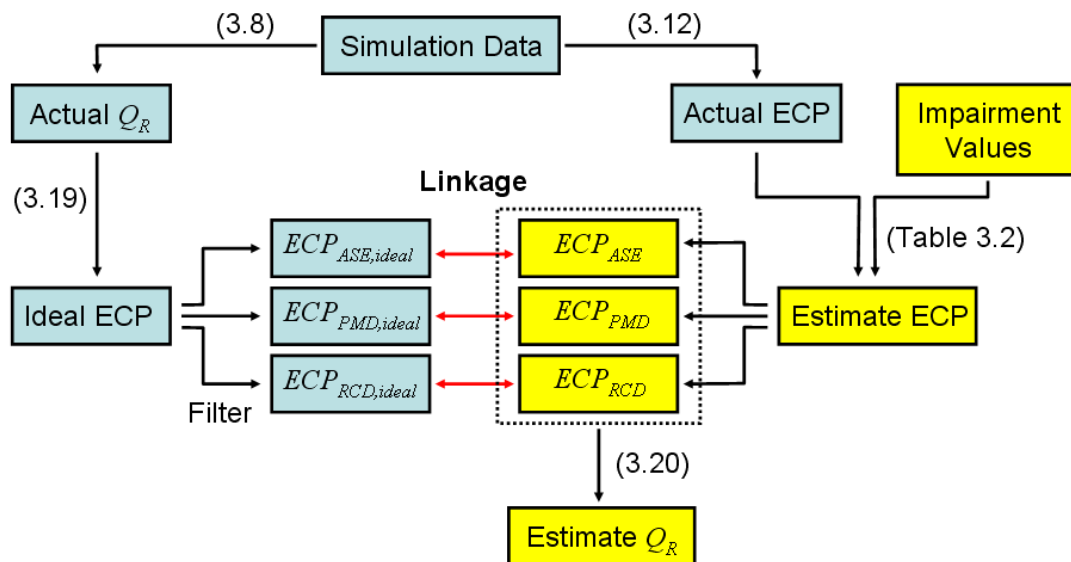 (3.8)
Simulation Data
(3.12)
Actual Q_R
Actual ECP
Impairment
Values
(3.19)
Linkage
(Table 3.2)
ECP_ASE,ideal
ECP_ASE
Ideal ECP
ECP_PMD,ideal
ECP_PMD
Estimate ECP
ECP_RCD,ideal
ECP_RCD
Filter
(3.20)
Estimate Q_R